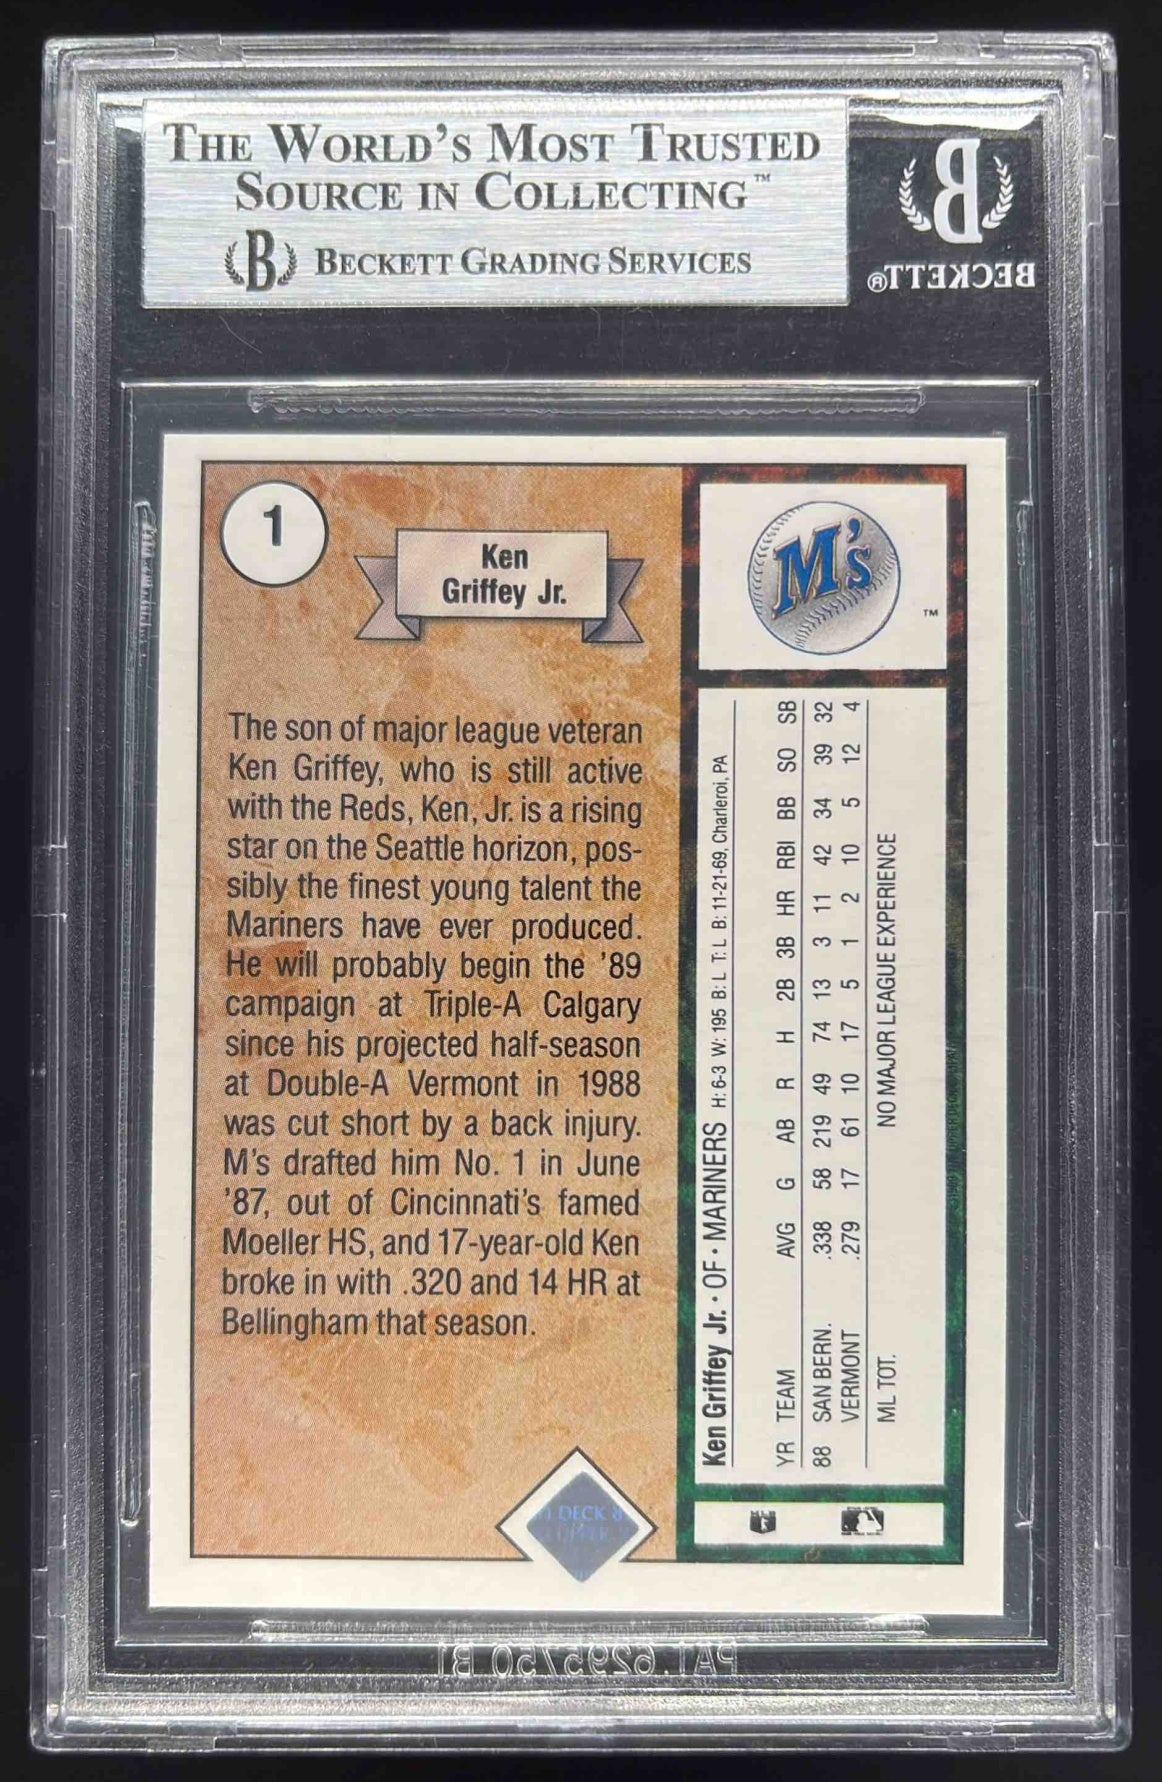 THE WORLD'S MOST TRUSTED
SOURCE IN COLLECTING™
B BECKETT GRADING SERVICES
B
BECKETT®
1
Ken
Griffey Jr.
M's
™
The son of major league veteran
Ken Griffey, who is still active
with the Reds, Ken, Jr. is a rising
star on the Seattle horizon, pos-
sibly the finest young talent the
Mariners have ever produced.
He will probably begin the '89
campaign at Triple-A Calgary
since his projected half-season
at Double-A Vermont in 1988
was cut short by a back injury.
M's drafted him No. 1 in June
'87, out of Cincinnati's famed
Moeller HS, and 17-year-old Ken
broke in with .320 and 14 HR at
Bellingham that season.
Ken Griffey Jr. • OF • MARINERS H: 6-3 W: 195 B: L T: L B: 11-21-69, Charleroi, PA
YR TEAM AVG G AB R H 2B 3B HR RBI BB SO SB
88 SAN BERN. .338 58 219 49 74 13 3 11 42 34 39 32
VERMONT .279 17 61 10 17 5 1 2 10 5 12 4
ML TOT. NO MAJOR LEAGUE EXPERIENCE
DECK
UPPER
PAT. 6295750 B1